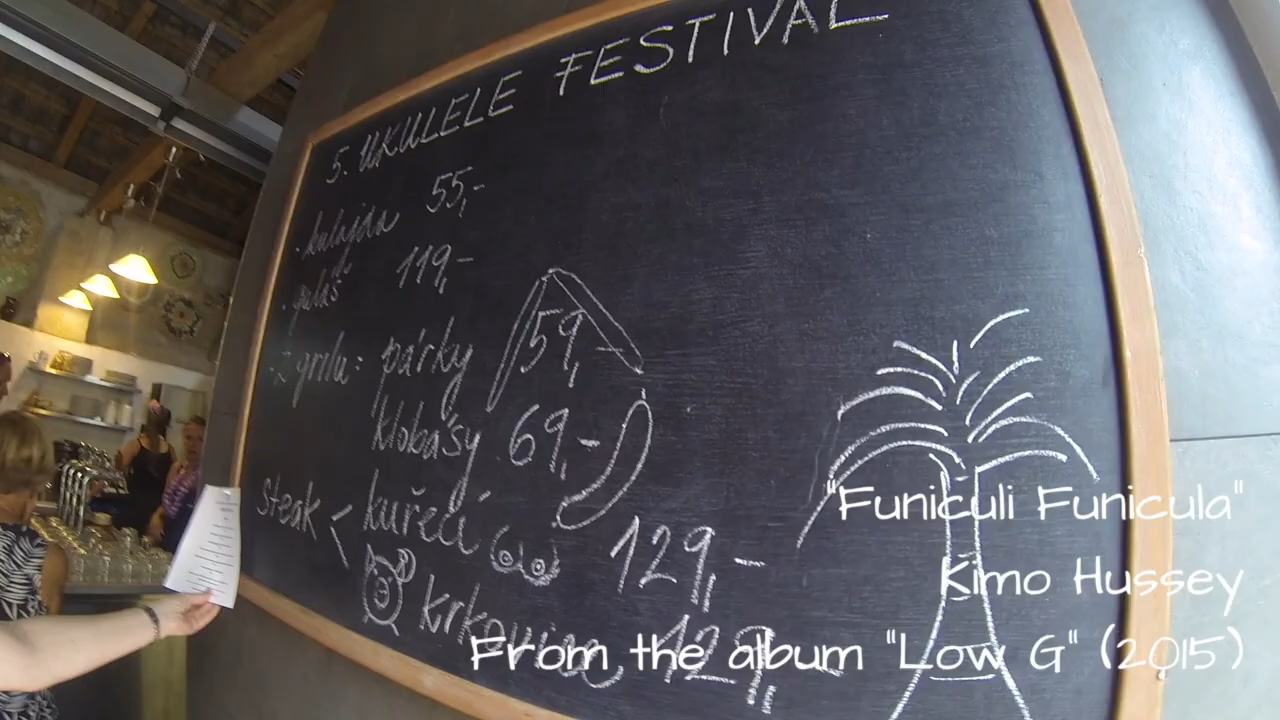 5. UKULELE FESTIVAL
• kulajda 55,-
• guláš 119,-
z grilu: párky 59,-
klobásy 69,-
steak < kuřecí 129,-
krkovice 129,-
"Funiculi Funicula"
Kimo Hussey
From the album "Low G" (2015)